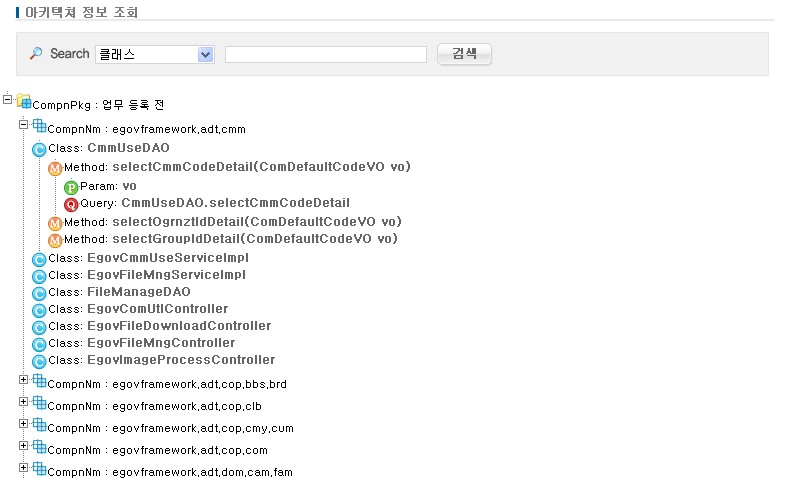 아키텍쳐 정보 조회
Search 클래스 검색
CompnPkg : 업무 등록 전
CompnNm : egovframework.adt.cmm
C Class: CmmUseDAO
M Method: selectCmmCodeDetail(ComDefaultCodeVO vo)
P Param: vo
Q Query: CmmUseDAO.selectCmmCodeDetail
M Method: selectOgrnztIdDetail(ComDefaultCodeVO vo)
M Method: selectGroupIdDetail(ComDefaultCodeVO vo)
C Class: EgovCmmUseServiceImpl
C Class: EgovFileMngServiceImpl
C Class: FileManageDAO
C Class: EgovComUtlController
C Class: EgovFileDownloadController
C Class: EgovFileMngController
C Class: EgovImageProcessController
CompnNm : egovframework.adt.cop.bbs.brd
CompnNm : egovframework.adt.cop.clb
CompnNm : egovframework.adt.cop.cmy.cum
CompnNm : egovframework.adt.cop.com
CompnNm : egovframework.adt.dom.cam.fam